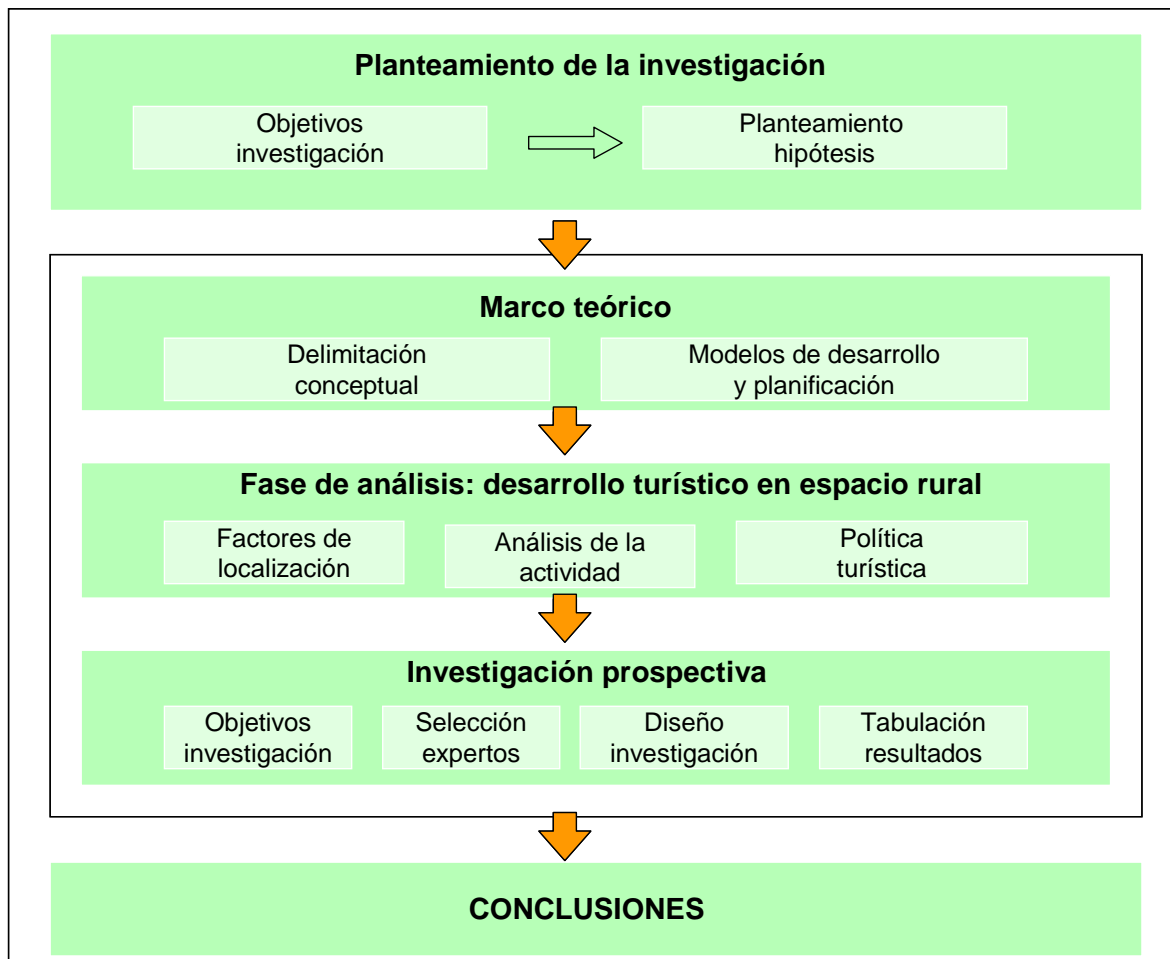 Planteamiento de la investigación
Objetivos
investigación
Planteamiento
hipótesis
Marco teórico
Delimitación
conceptual
Modelos de desarrollo
y planificación
Fase de análisis: desarrollo turístico en espacio rural
Factores de
localización
Análisis de la
actividad
Política
turística
Investigación prospectiva
Objetivos
investigación
Selección
expertos
Diseño
investigación
Tabulación
resultados
CONCLUSIONES